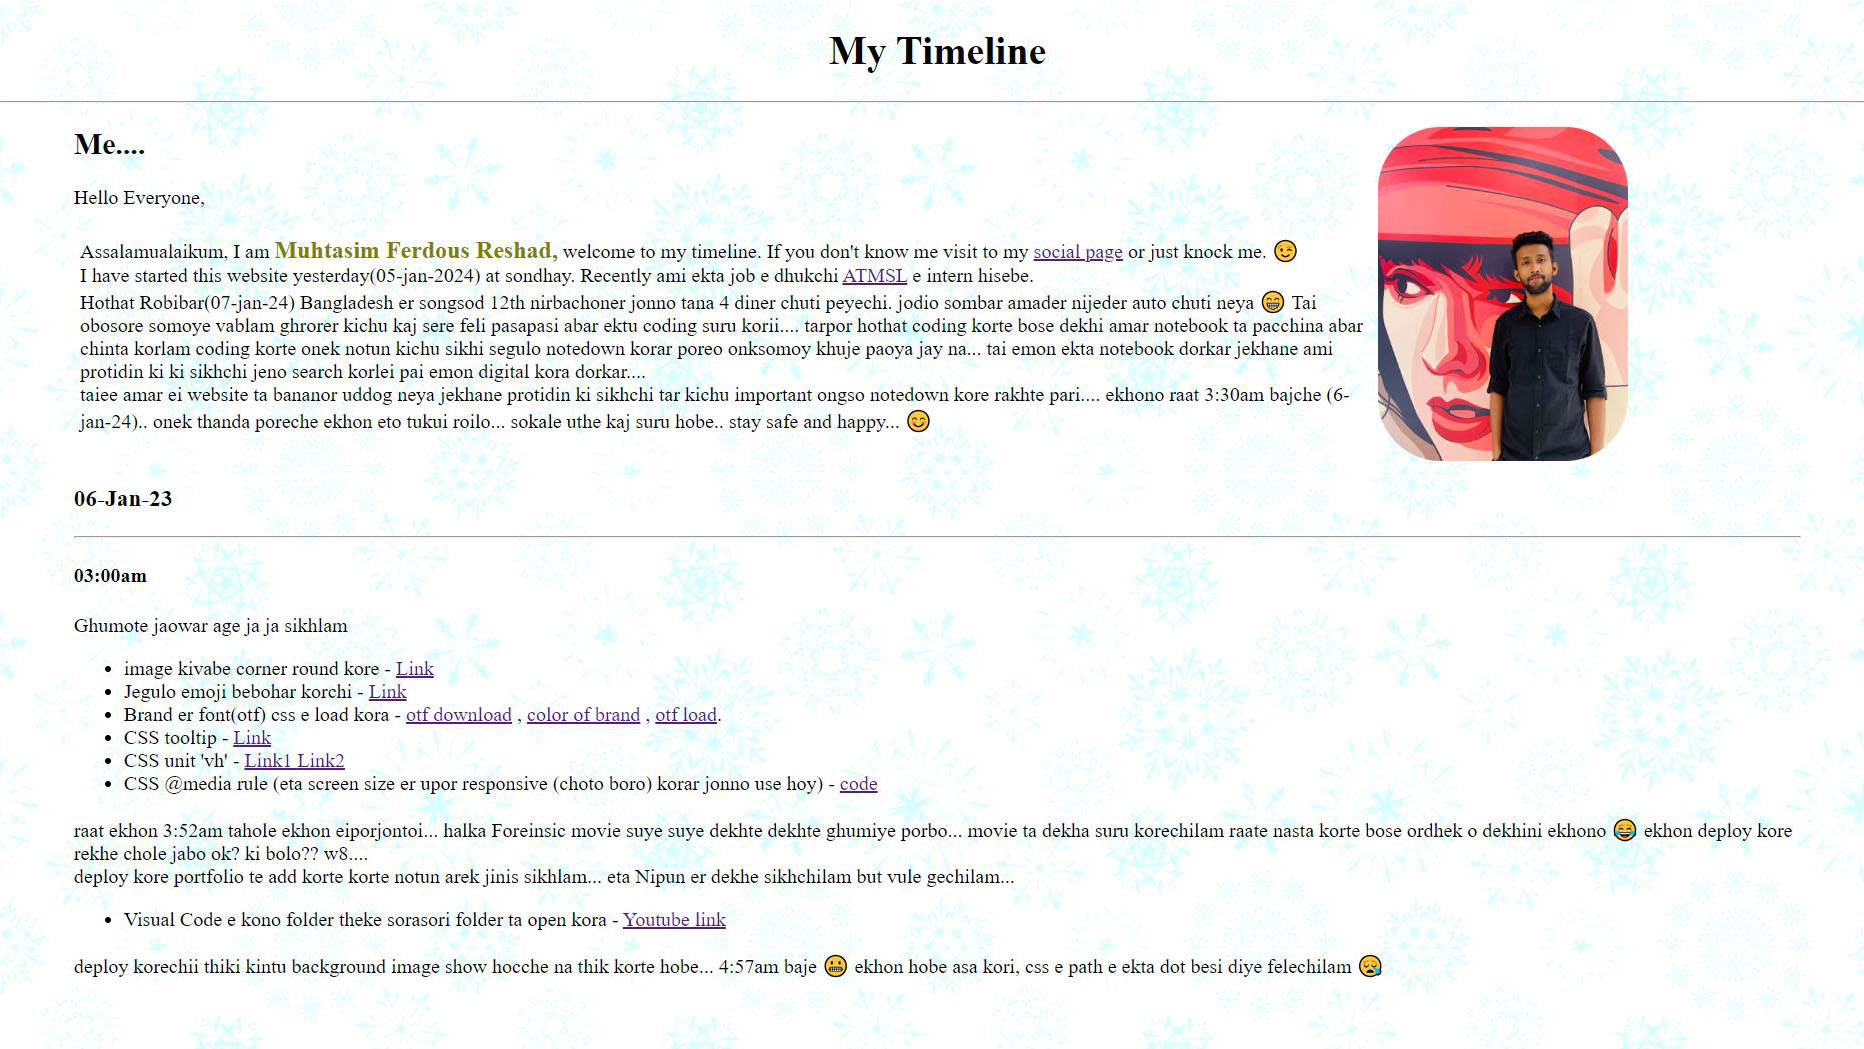 My Timeline
Me....
Hello Everyone,
Assalamualaikum, I am Muhtasim Ferdous Reshad, welcome to my timeline. If you don't know me visit to my social page or just knock me. 😉
I have started this website yesterday(05-jan-2024) at sondhay. Recently ami ekta job e dhukchi ATMSL e intern hisebe.
Hothat Robibar(07-jan-24) Bangladesh er songsod 12th nirbachoner jonno tana 4 diner chuti peyechi. jodio sombar amader nijeder auto chuti neya 😁 Tai
obosore somoye vablam ghrorer kichu kaj sere feli pasapasi abar ektu coding suru korii.... tarpor hothat coding korte bose dekhi amar notebook ta pacchina abar
chinta korlam coding korte onek notun kichu sikhi segulo notedown korar poreo onksomoy khuje paoya jay na... tai emon ekta notebook dorkar jekhane ami
protidin ki ki sikhchi jeno search korlei pai emon digital kora dorkar....
taiee amar ei website ta bananor uddog neya jekhane protidin ki sikhchi tar kichu important ongso notedown kore rakhte pari.... ekhono raat 3:30am bajche (6-
jan-24).. onek thanda poreche ekhon eto tukui roilo... sokale uthe kaj suru hobe.. stay safe and happy... 😊
06-Jan-23
03:00am
Ghumote jaowar age ja ja sikhlam
• image kivabe corner round kore - Link
• Jegulo emoji bebohar korchi - Link
• Brand er font(otf) css e load kora - otf download , color of brand , otf load.
• CSS tooltip - Link
• CSS unit 'vh' - Link1 Link2
• CSS @media rule (eta screen size er upor responsive (choto boro) korar jonno use hoy) - code
raat ekhon 3:52am tahole ekhon eiporjontoi... halka Foreinsic movie suye suye dekhte dekhte ghumiye porbo... movie ta dekha suru korechilam raate nasta korte bose ordhek o dekhini ekhono 😂 ekhon deploy kore
rekhe chole jabo ok? ki bolo?? w8....
deploy kore portfolio te add korte korte notun arek jinis sikhlam... eta Nipun er dekhe sikhchilam but vule gechilam...
• Visual Code e kono folder theke sorasori folder ta open kora - Youtube link
deploy korechii thiki kintu background image show hocche na thik korte hobe... 4:57am baje 😬 ekhon hobe asa kori, css e path e ekta dot besi diye felechilam 😪